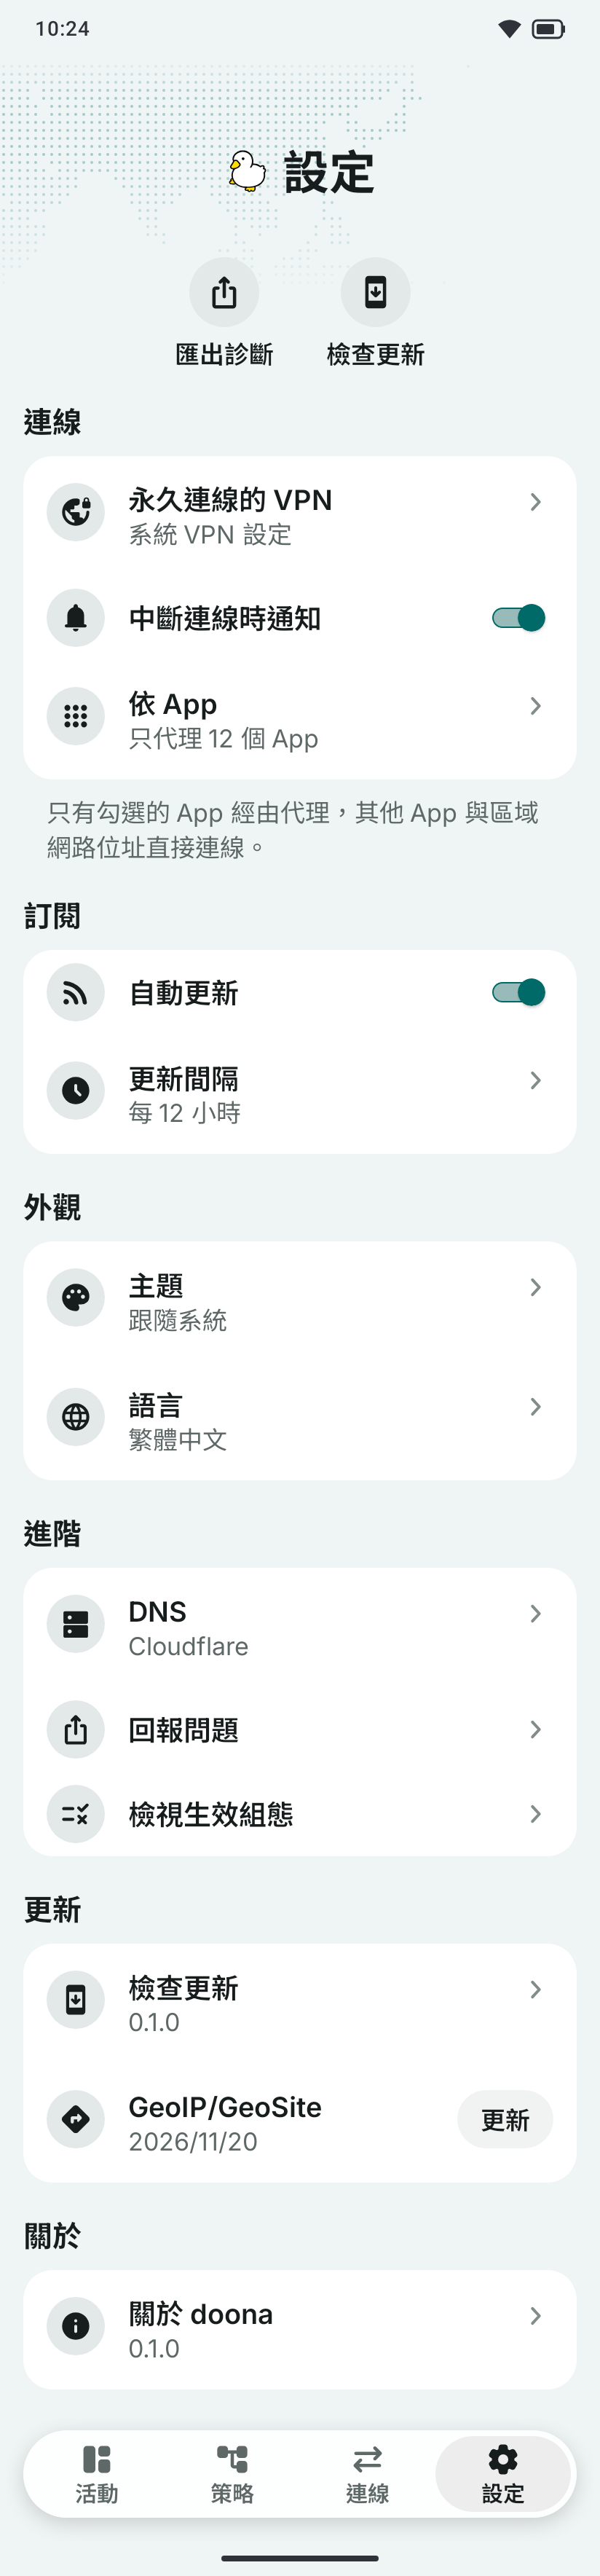 10:24
設定
匯出診斷
檢查更新
連線
永久連線的 VPN
系統 VPN 設定
中斷連線時通知
依 App
只代理 12 個 App
只有勾選的 App 經由代理，其他 App 與區域
網路位址直接連線。
訂閱
自動更新
更新間隔
每 12 小時
外觀
主題
跟隨系統
語言
繁體中文
進階
DNS
Cloudflare
回報問題
檢視生效組態
更新
檢查更新
0.1.0
GeoIP/GeoSite
2026/11/20
更新
關於
關於 doona
0.1.0
活動
策略
連線
設定